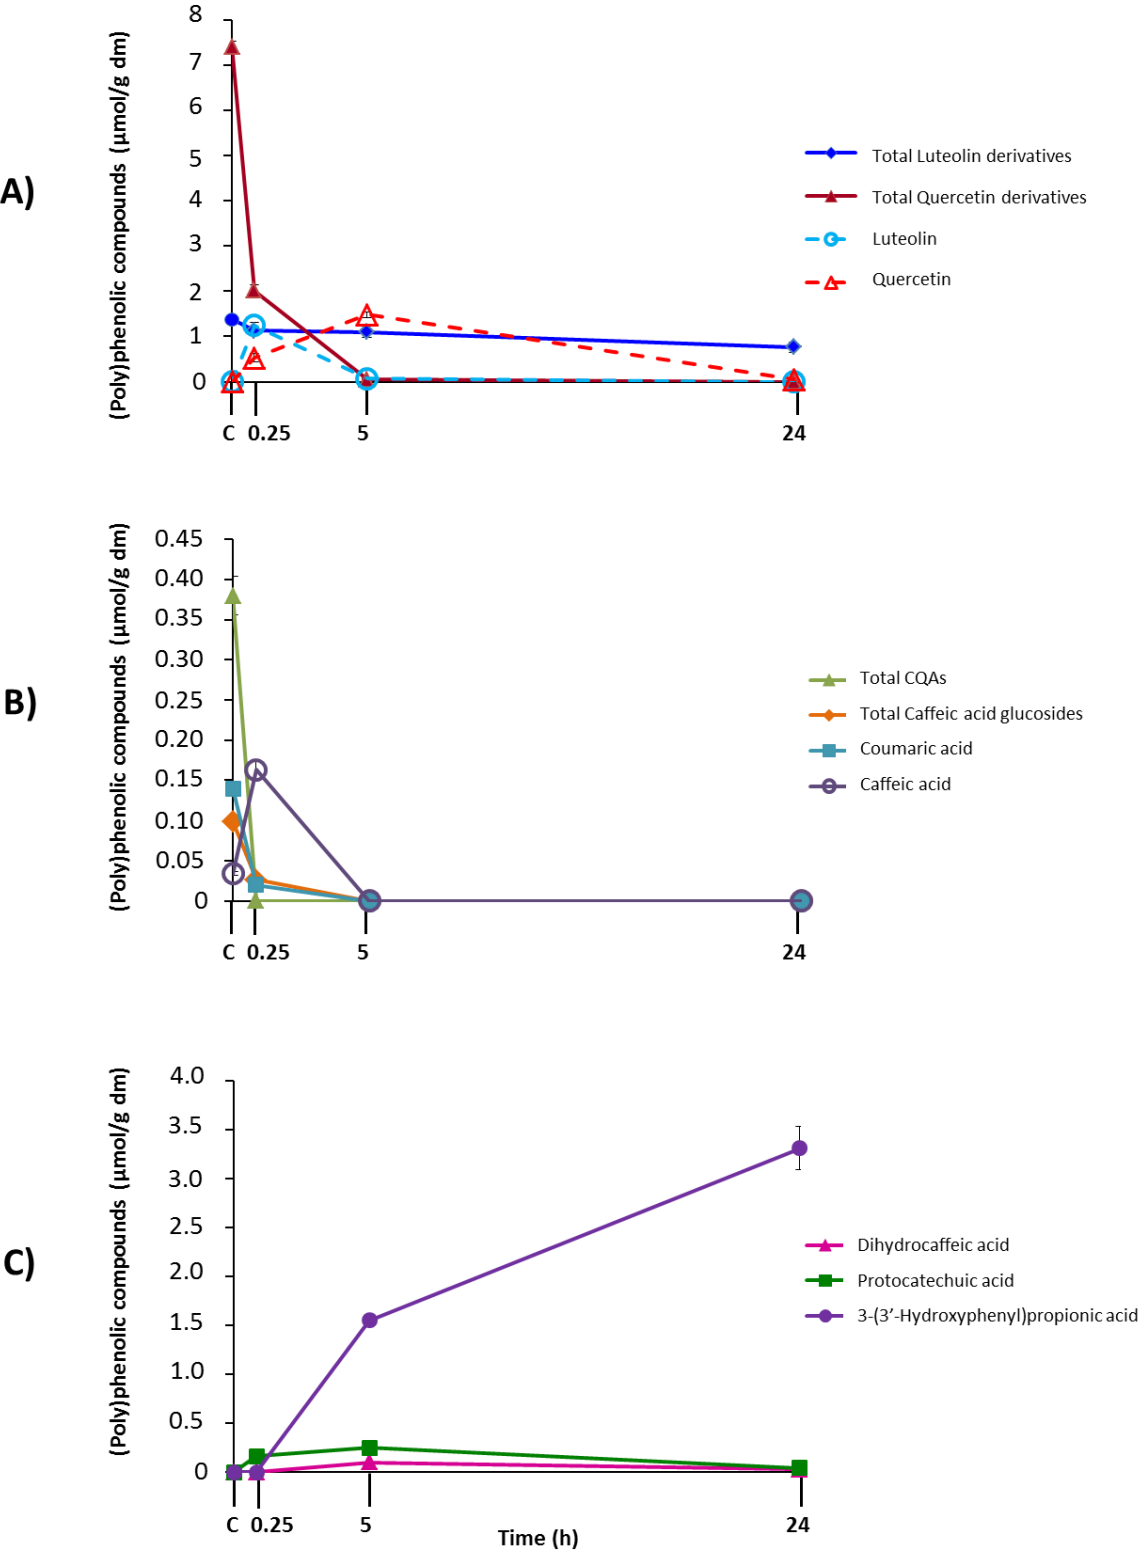 A)
(Poly)phenolic compounds (µmol/g dm)
8
7
6
5
4
3
2
1
0
C 0.25 5 24
Total Luteolin derivatives
Total Quercetin derivatives
Luteolin
Quercetin
B)
(Poly)phenolic compounds (µmol/g dm)
0.45
0.40
0.35
0.30
0.25
0.20
0.15
0.10
0.05
0
C 0.25 5 24
Total CQAs
Total Caffeic acid glucosides
Coumaric acid
Caffeic acid
C)
(Poly)phenolic compounds (µmol/g dm)
4.0
3.5
3.0
2.5
2.0
1.5
1.0
0.5
0
C 0.25 5 24
Time (h)
Dihydrocaffeic acid
Protocatechuic acid
3-(3’-Hydroxyphenyl)propionic acid